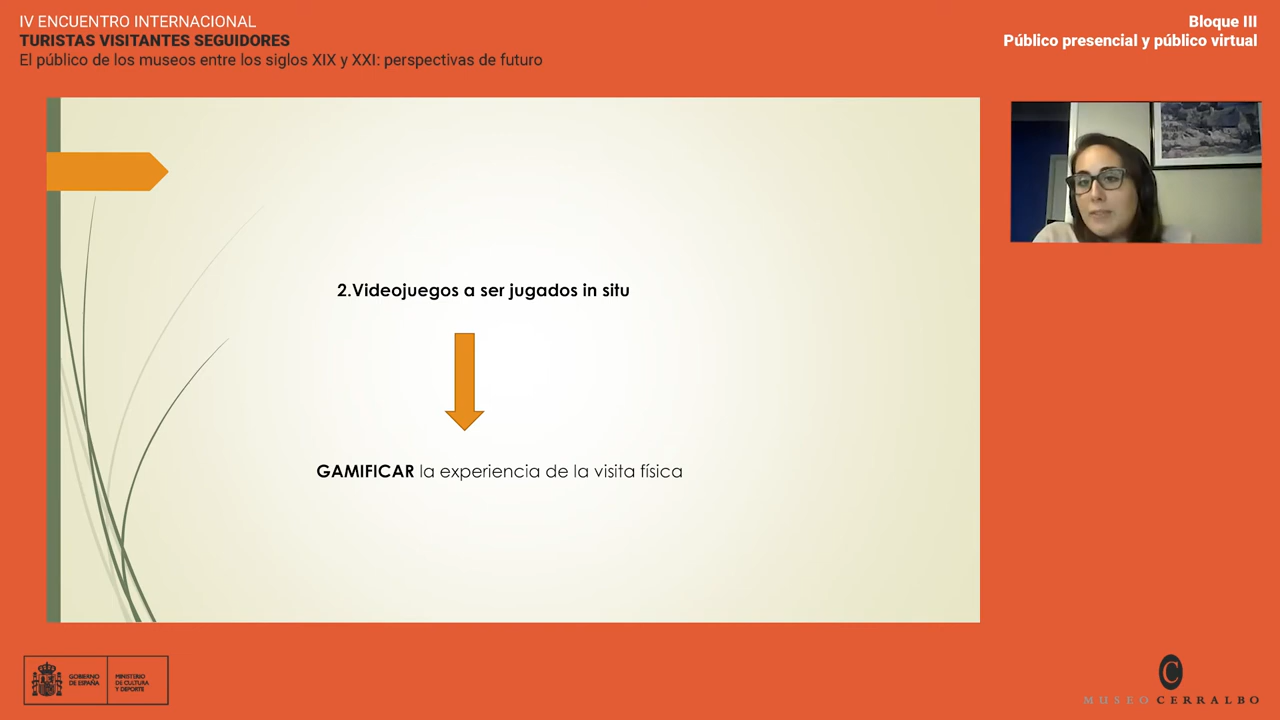 IV ENCUENTRO INTERNACIONAL
TURISTAS VISITANTES SEGUIDORES
El público de los museos entre los siglos XIX y XXI: perspectivas de futuro
Bloque III
Público presencial y público virtual
2.Videojuegos a ser jugados in situ
GAMIFICAR la experiencia de la visita física
GOBIERNO
DE ESPAÑA
MINISTERIO
DE CULTURA
Y DEPORTE
C
MUSEO CERRALBO